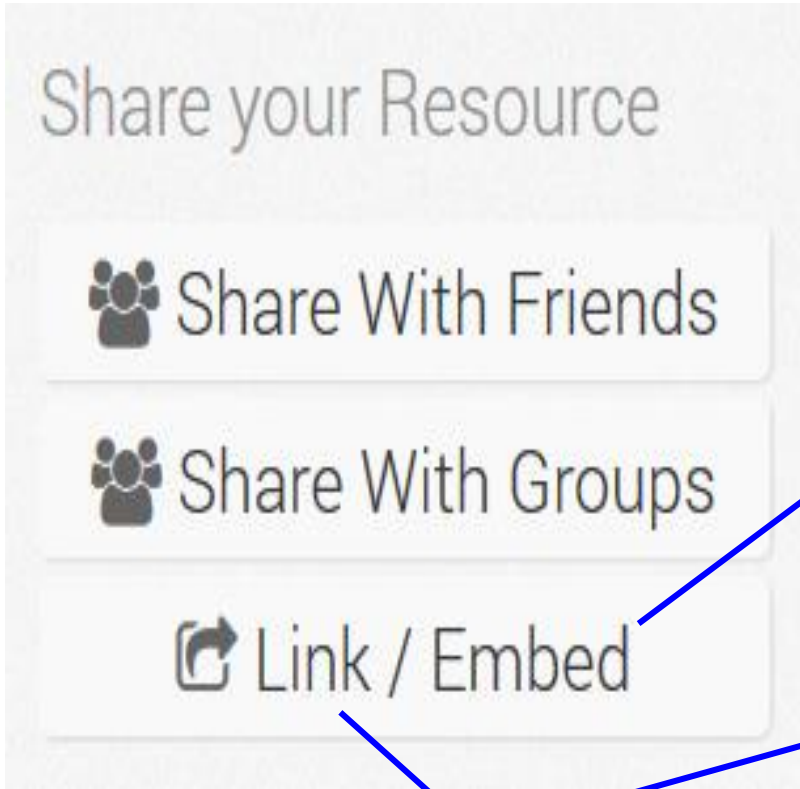 Share your Resource
Share With Friends
Share With Groups
Link / Embed